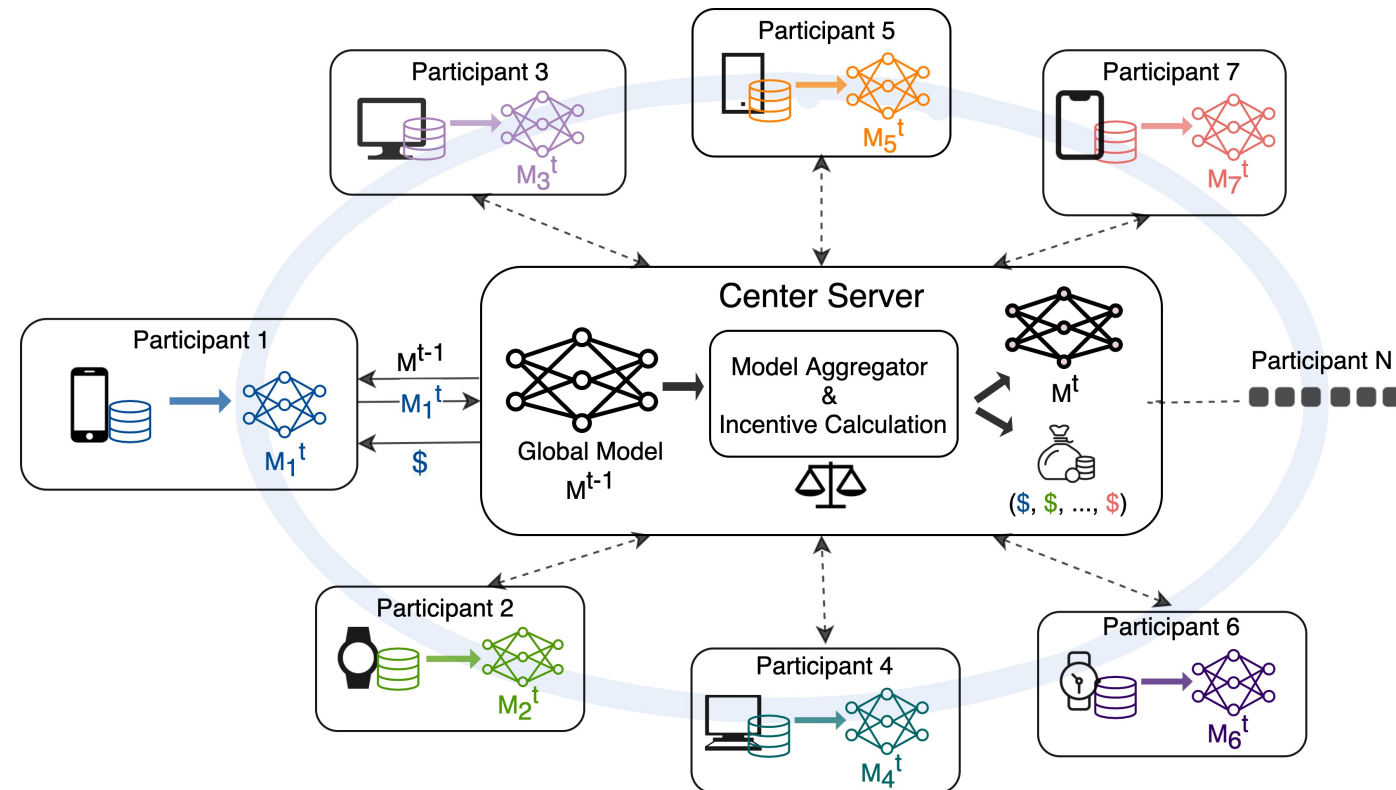 Participant 5
M₅ᵗ
Participant 3
M₃ᵗ
Participant 7
M₇ᵗ
Center Server
Participant 1
M₁ᵗ
Mᵗ⁻¹
M₁ᵗ
$
Global Model
Mᵗ⁻¹
Model Aggregator
&
Incentive Calculation
Mᵗ
($, $, ..., $)
Participant N
Participant 2
M₂ᵗ
Participant 4
M₄ᵗ
Participant 6
M₆ᵗ